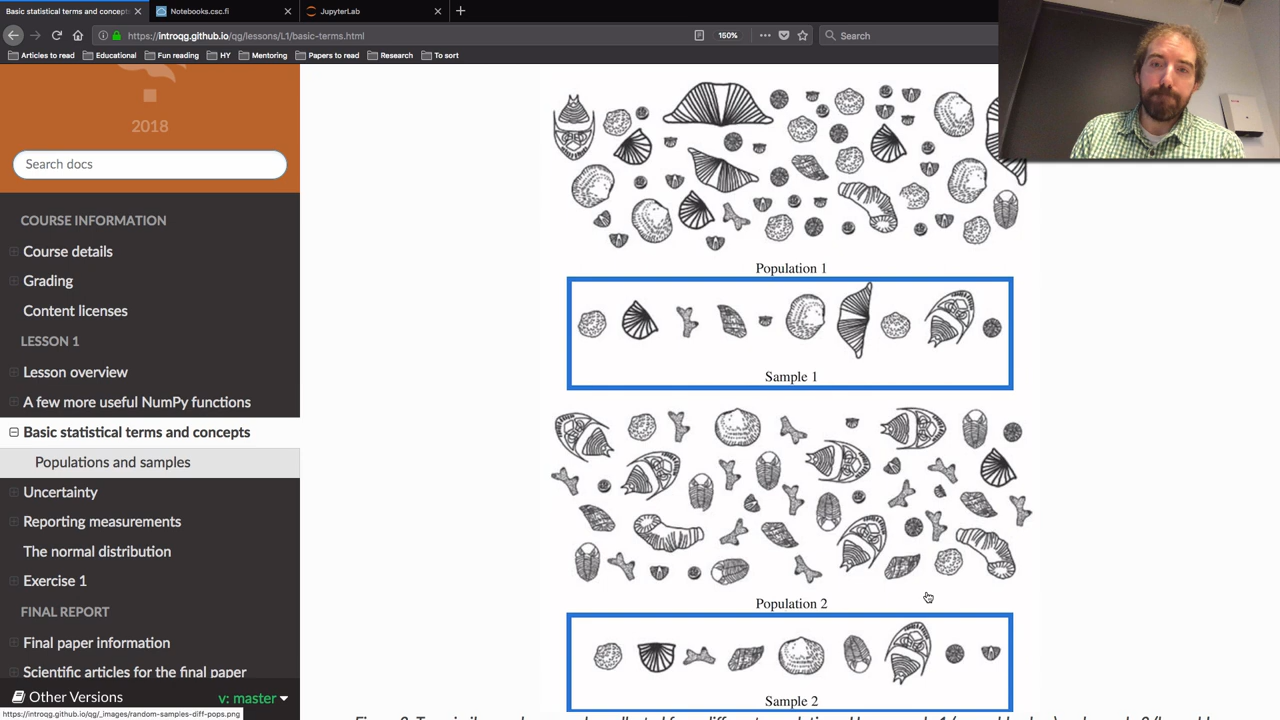 Basic statistical terms and concept
Notebooks.csc.fi
JupyterLab
https://introqg.github.io/qg/lessons/L1/basic-terms.html
150%
Search
Articles to read
Educational
Fun reading
HY
Mentoring
Papers to read
Research
To sort
2018
Search docs
COURSE INFORMATION
Course details
Grading
Content licenses
LESSON 1
Lesson overview
A few more useful NumPy functions
Basic statistical terms and concepts
Populations and samples
Uncertainty
Reporting measurements
The normal distribution
Exercise 1
FINAL REPORT
Final paper information
Scientific articles for the final paper
Other Versions
v: master
https://introqg.github.io/qg/_images/random-samples-diff-pops.png
Population 1
Sample 1
Population 2
Sample 2